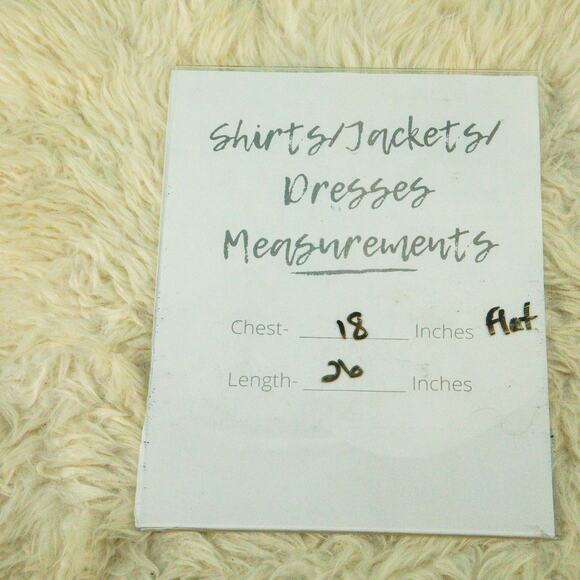 Shirts/Jackets/
Dresses
Measurements
Chest- 18 Inches Flat
Length- 26 Inches